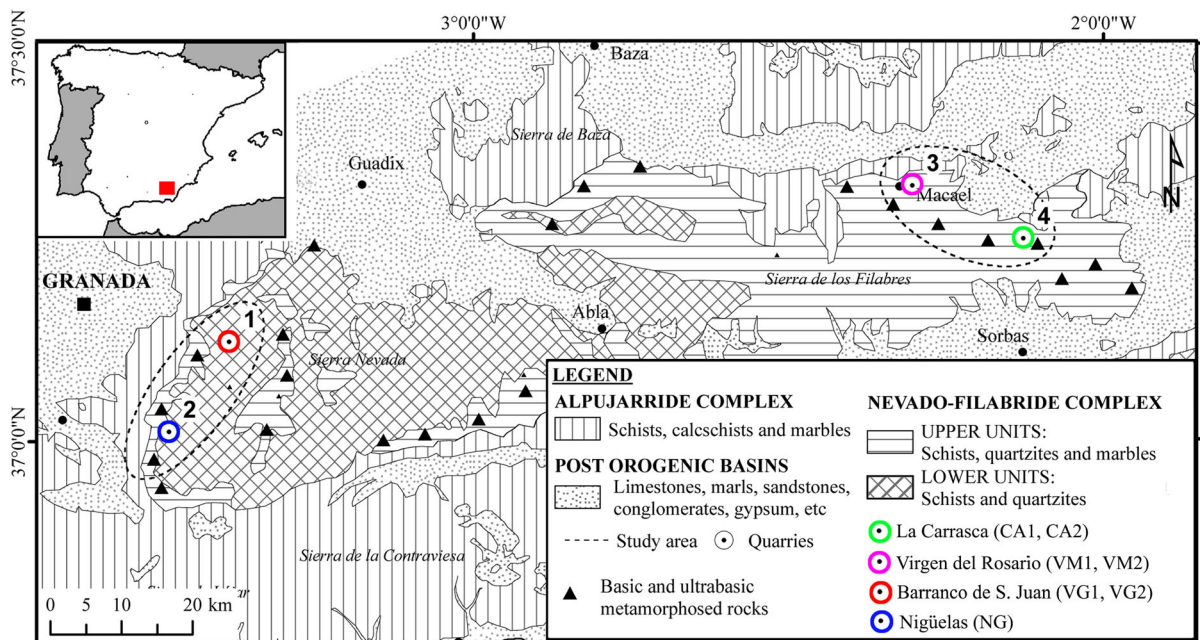 3°0'0"W
2°0'0"W
37°30'N
Baza
Sierra de Baza
Guadix
3
Macael
N
4
GRANADA
Sierra de los Filabres
1
Abla
Sorbas
Sierra Nevada
2
37°0'N
Sierra de la Contraviesa
0 5 10 20 km
LEGEND
ALPUJARRIDE COMPLEX
Schists, calcschists and marbles
POST OROGENIC BASINS
Limestones, marls, sandstones,
conglomerates, gypsum, etc
Study area
Quarries
Basic and ultrabasic
metamorphosed rocks
NEVADO-FILABRIDE COMPLEX
UPPER UNITS:
Schists, quartzites and marbles
LOWER UNITS:
Schists and quartzites
La Carrasca (CA1, CA2)
Virgen del Rosario (VM1, VM2)
Barranco de S. Juan (VG1, VG2)
Nigüelas (NG)